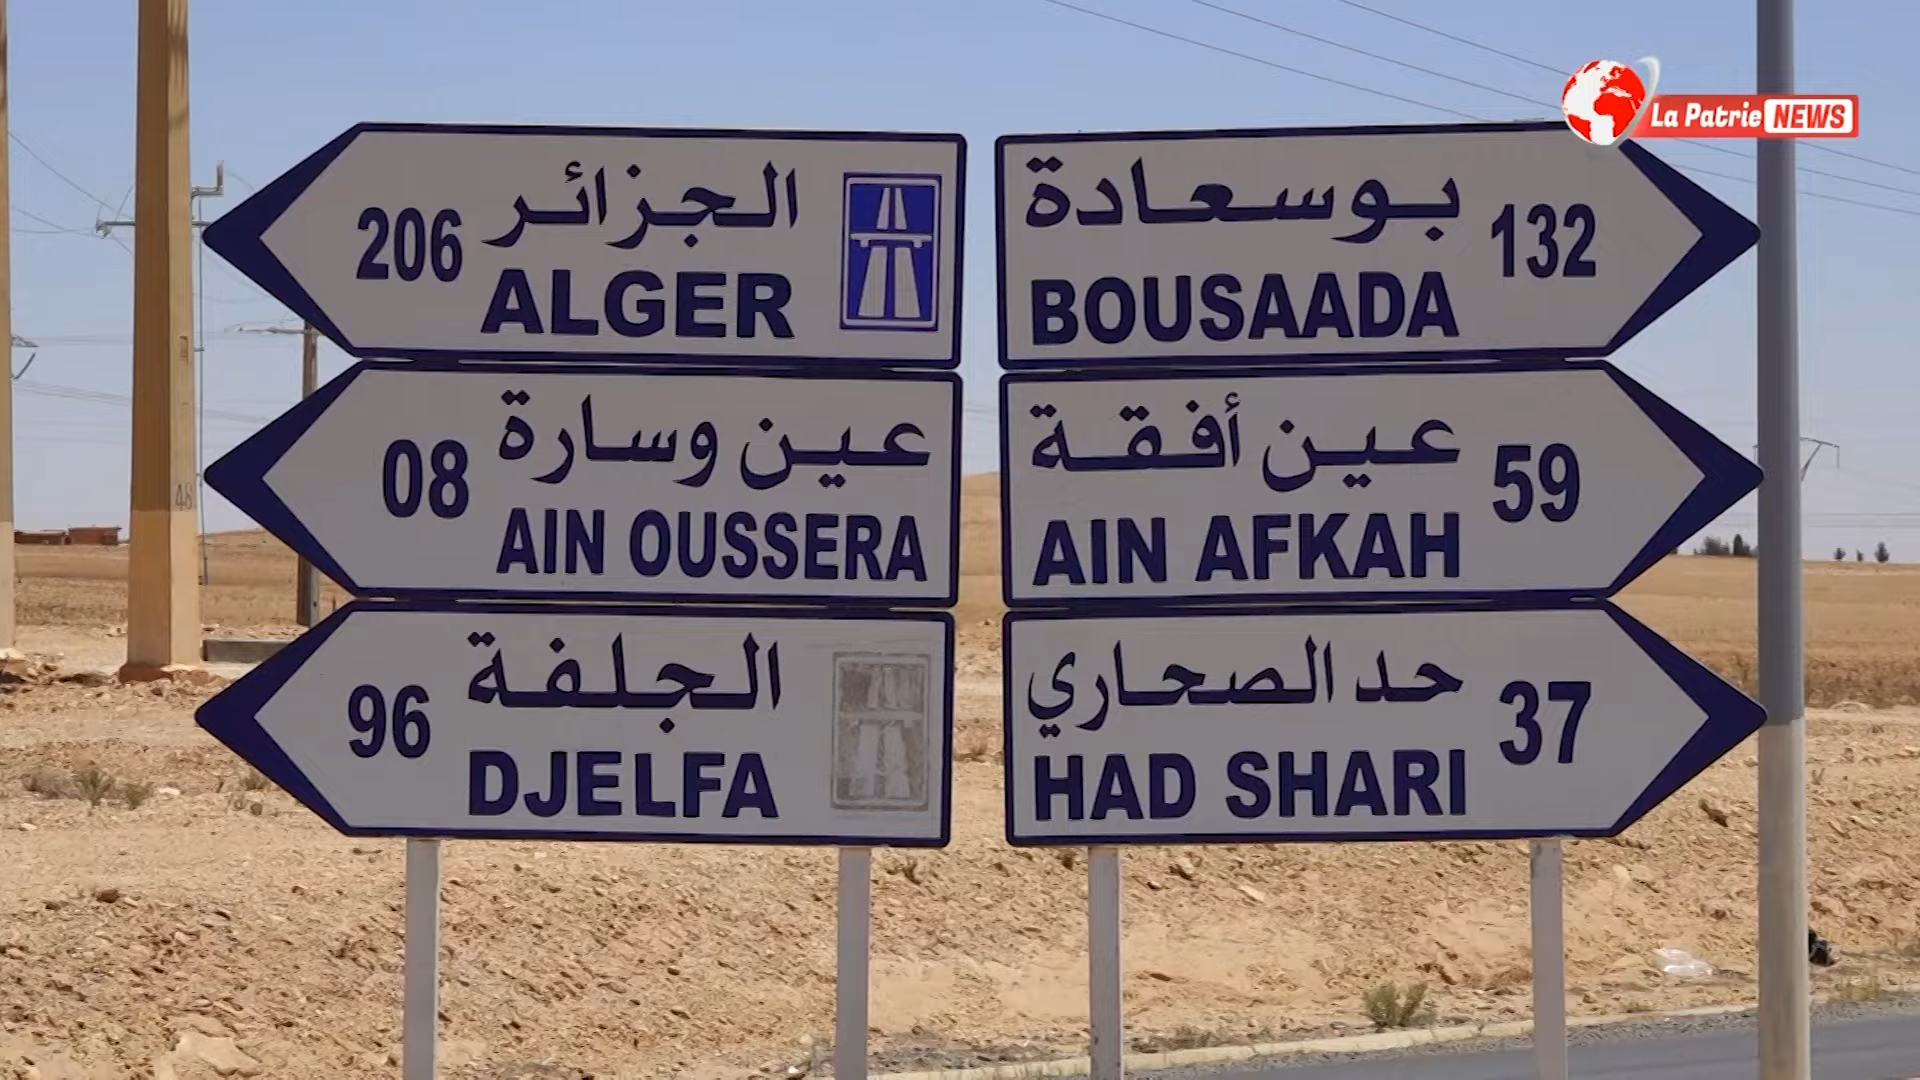 La Patrie NEWS
الجزائر
206
ALGER
عين وسارة
08
AIN OUSSERA
الجلفة
96
DJELFA
بوسعادة
132
BOUSAADA
عين أفقة
59
AIN AFKAH
حد الصحاري
37
HAD SHARI
48